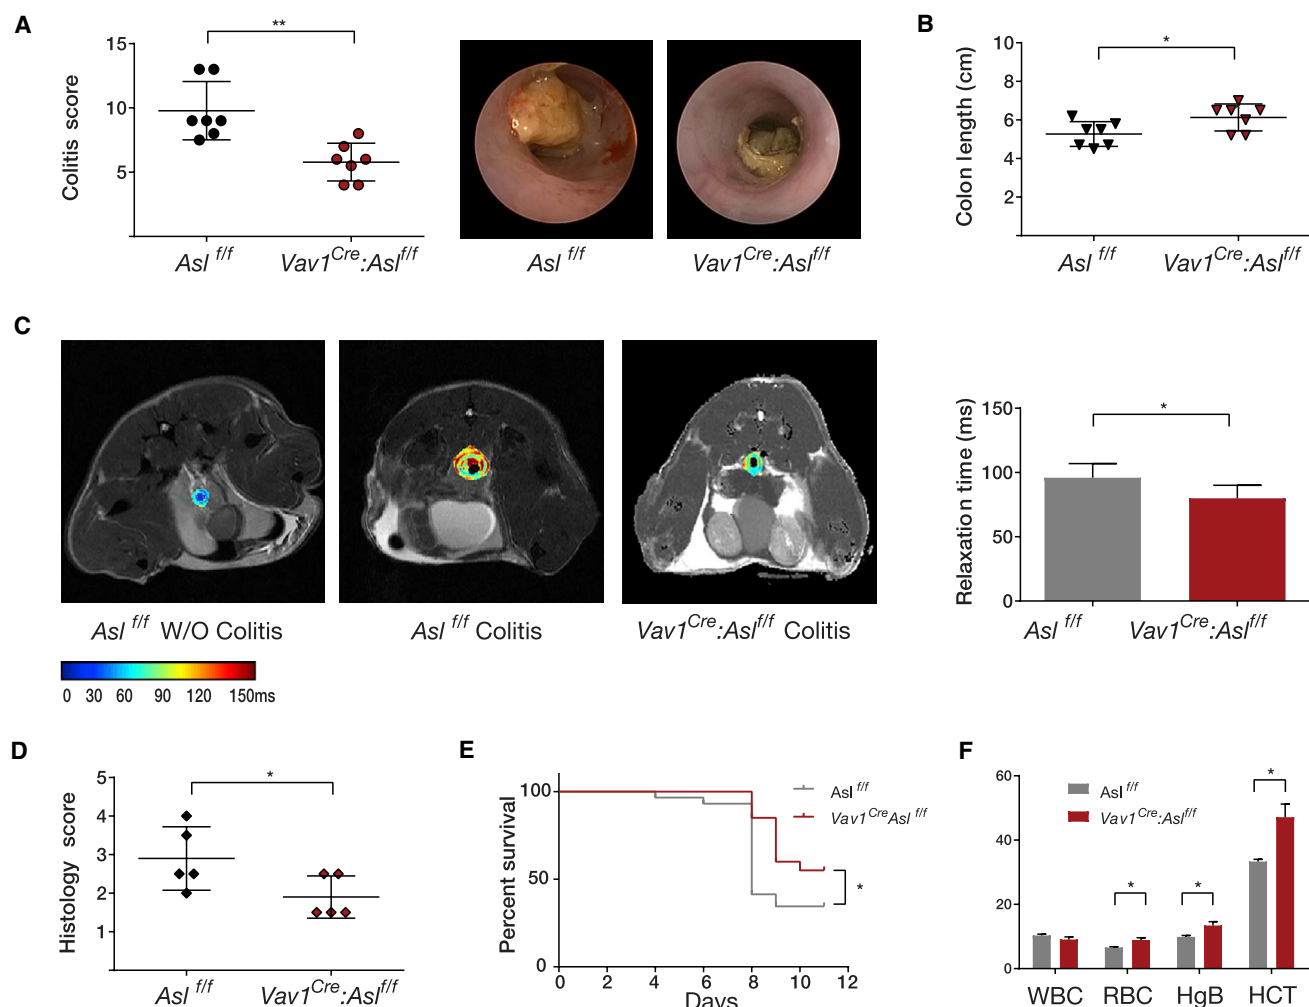 A
Colitis score
15
10
5
**
Asl f/f
Vav1Cre:Aslf/f
Asl f/f
Vav1Cre:Aslf/f
B
Colon length (cm)
10
8
6
4
2
*
Asl f/f
Vav1Cre:Aslf/f
C
Asl f/f W/O Colitis
Asl f/f Colitis
Vav1Cre:Aslf/f Colitis
0 30 60 90 120 150ms
Relaxation time (ms)
150
100
50
0
*
Asl f/f
Vav1Cre:Aslf/f
D
Histology score
5
4
3
2
1
*
Asl f/f
Vav1Cre:Aslf/f
E
Percent survival
100
50
0
Asl f/f
Vav1CreAsl f/f
*
0 2 4 6 8 10 12
Days
F
60
40
20
0
Asl f/f
Vav1Cre:Aslf/f
* * *
WBC RBC HgB HCT